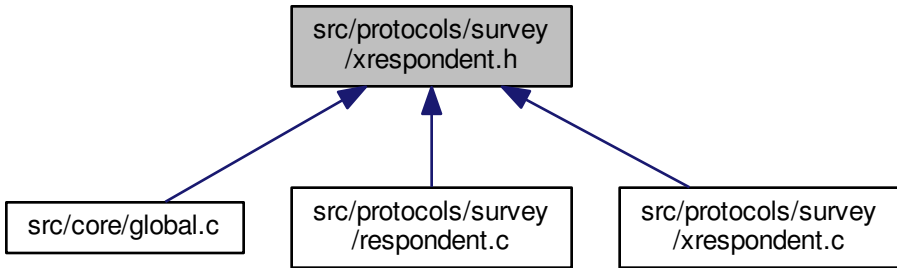 src/protocols/survey
/xrespondent.h
src/core/global.c
src/protocols/survey
/respondent.c
src/protocols/survey
/xrespondent.c